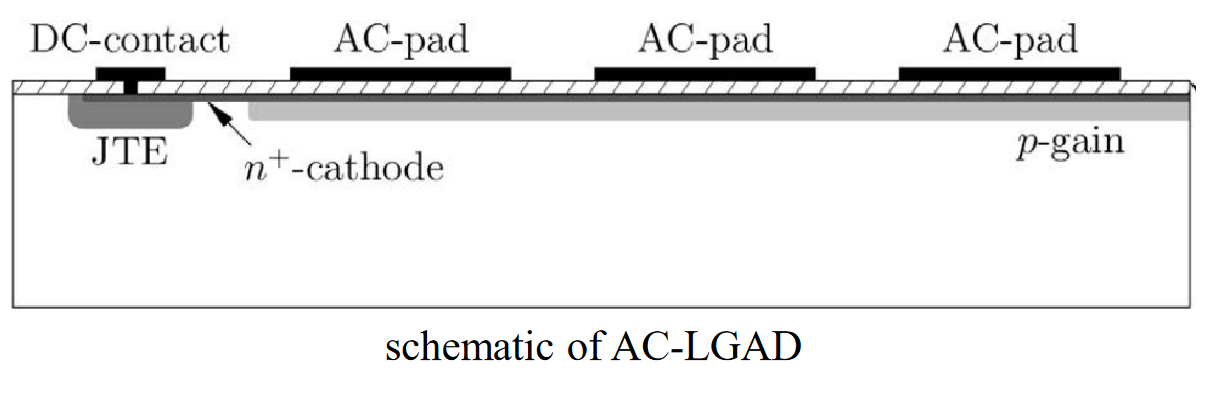 DC-contact AC-pad AC-pad AC-pad
JTE n⁺-cathode p-gain
schematic of AC-LGAD